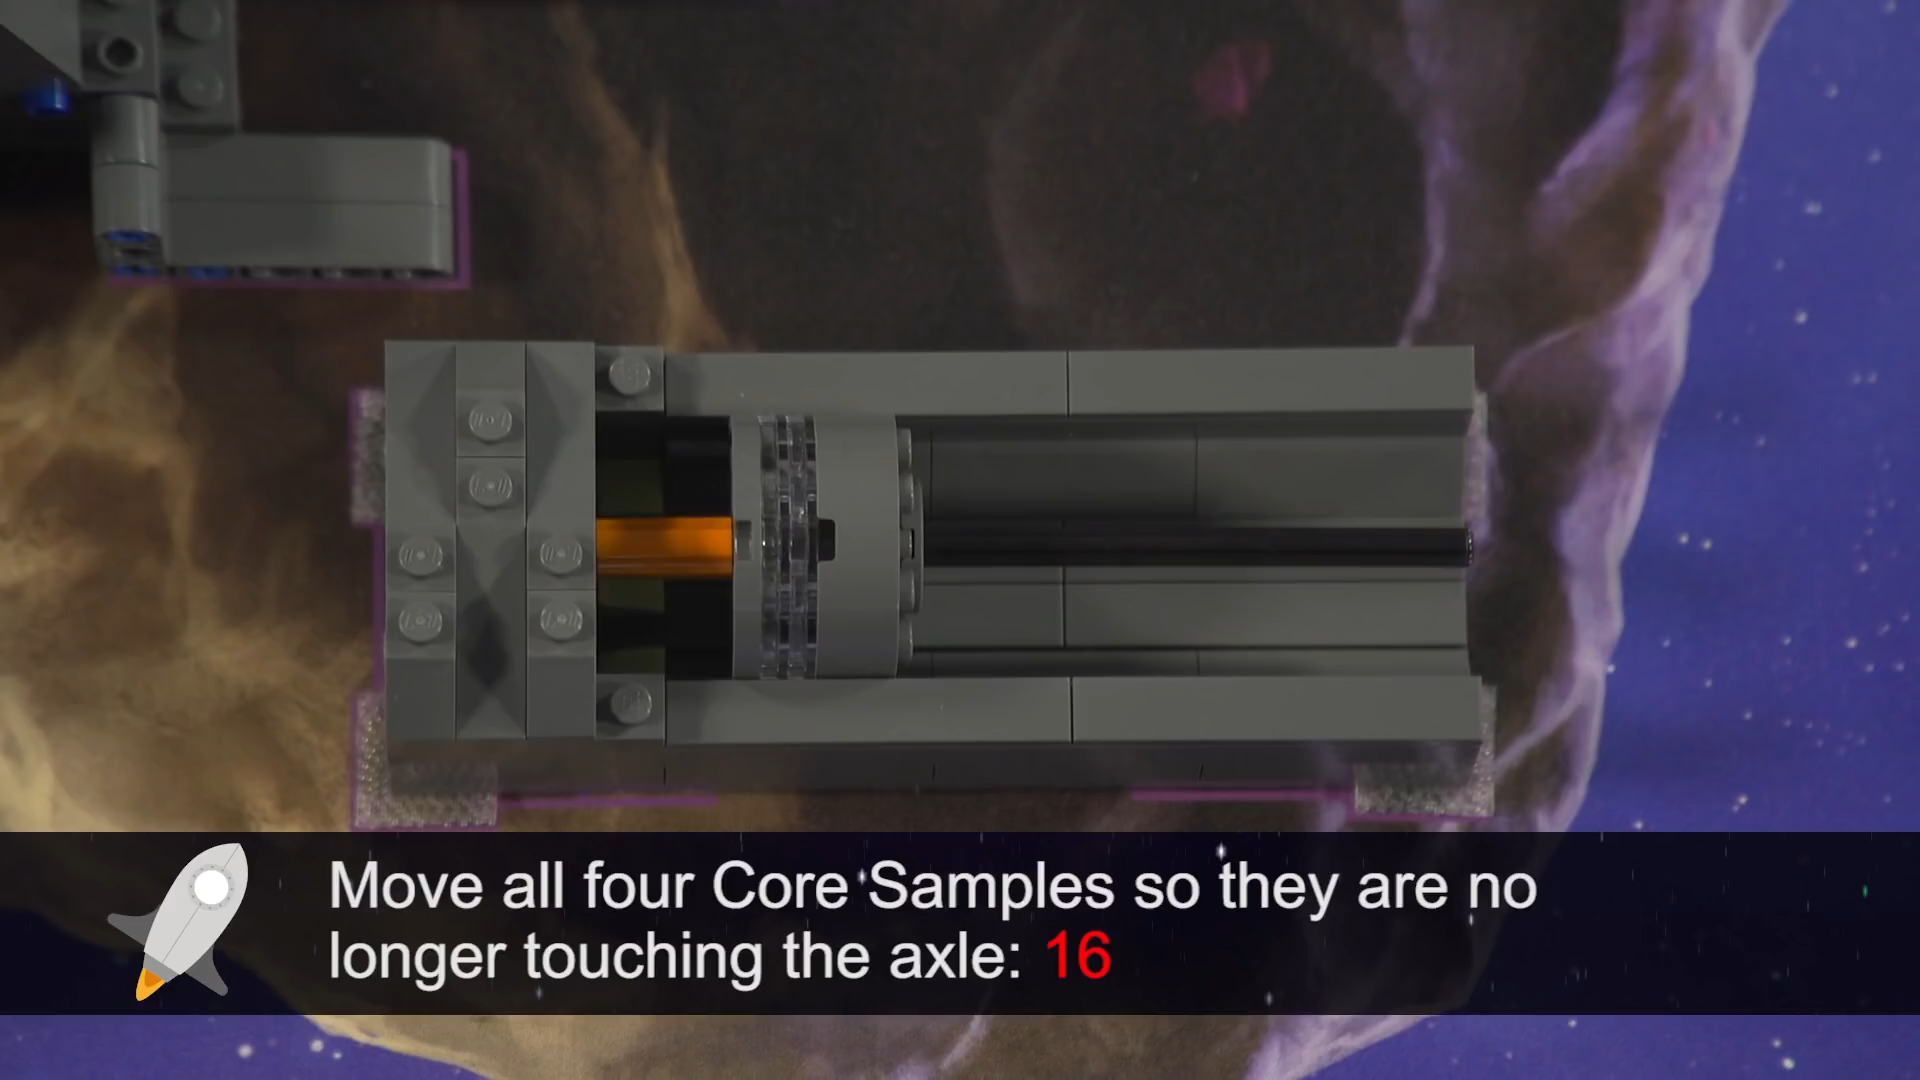 Move all four Core Samples so they are no
longer touching the axle: 16